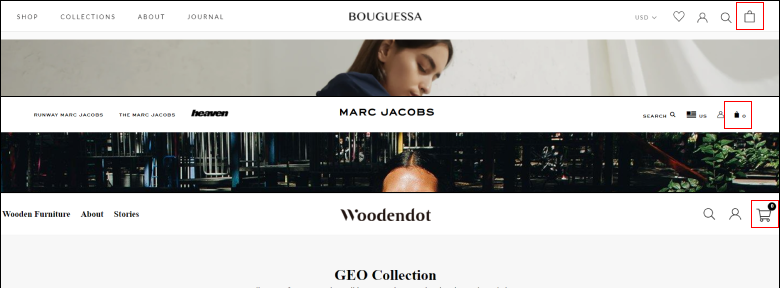 SHOP COLLECTIONS ABOUT JOURNAL BOUGUESSA USD
RUNWAY MARC JACOBS THE MARC JACOBS heaven MARC JACOBS SEARCH US 0
Wooden Furniture About Stories Woodendot 0
GEO Collection